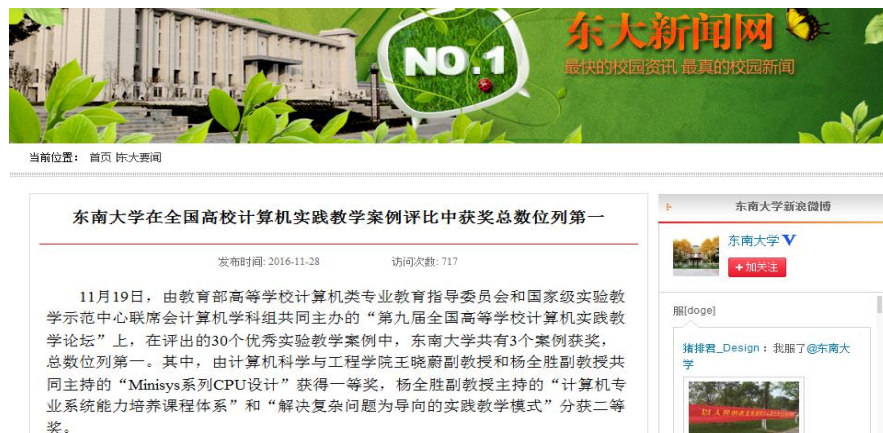 东大新闻网
NO.1
最快的校园资讯 最真的校园新闻
当前位置： 首页 东大要闻
东南大学在全国高校计算机实践教学案例评比中获奖总数位列第一
发布时间: 2016-11-28 访问次数: 717
11月19日，由教育部高等学校计算机类专业教育指导委员会和国家级实验教
学示范中心联席会计算机学科组共同主办的“第九届全国高等学校计算机实践教
学论坛”上，在评出的30个优秀实验教学案例中，东南大学共有3个案例获奖，
总数位列第一。其中，由计算机科学与工程学院王晓蔚副教授和杨全胜副教授共
同主持的“Minisys系列CPU设计”获得一等奖，杨全胜副教授主持的“计算机专
业系统能力培养课程体系”和“解决复杂问题为导向的实践教学模式”分获二等
奖。
东南大学新浪微博
东南大学 V
+加关注
服[doge]
猪排君_Design： 我服了@东南大
学